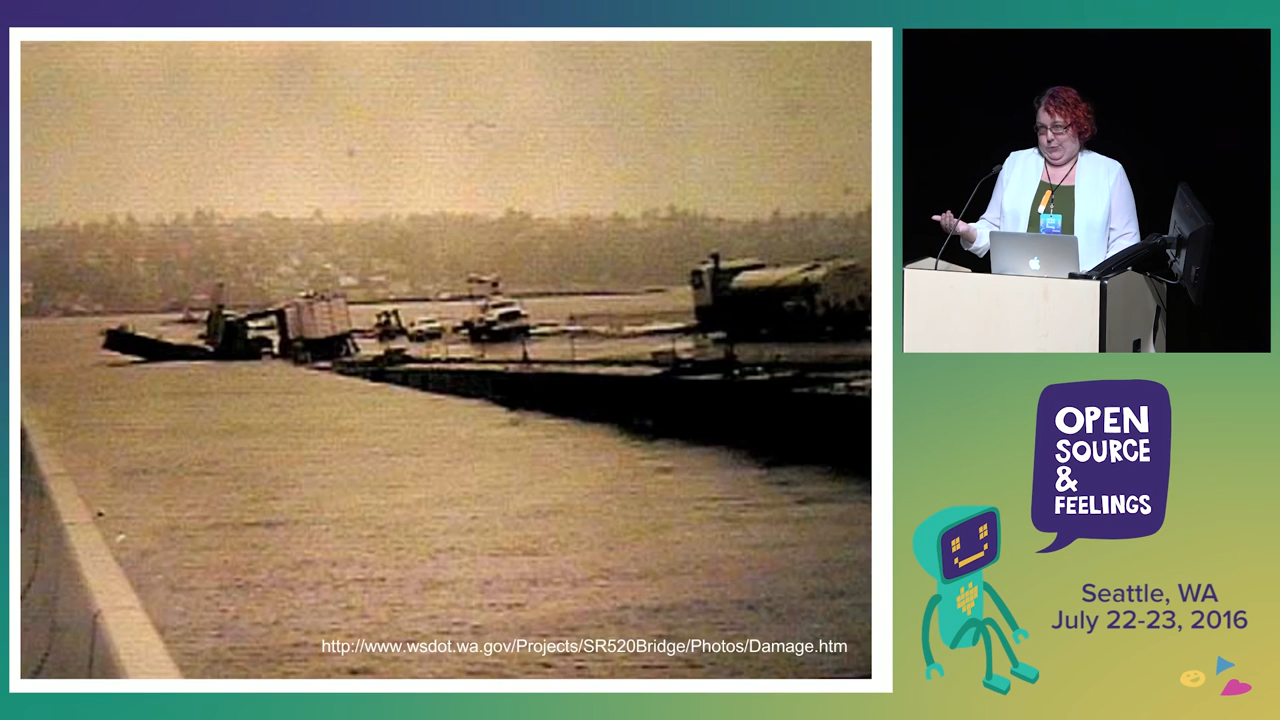 http://www.wsdot.wa.gov/Projects/SR520Bridge/Photos/Damage.htm
OPEN
SOURCE
&
FEELINGS
Seattle, WA
July 22-23, 2016